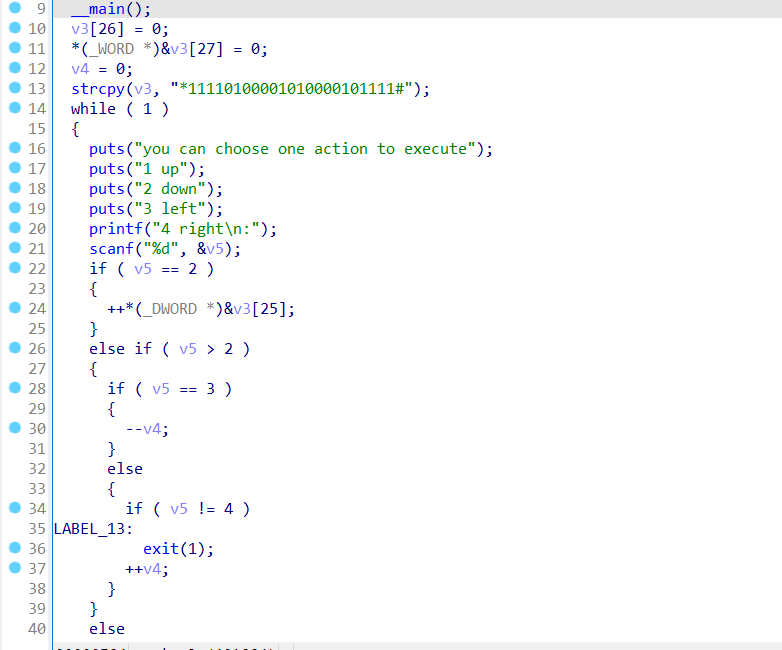 9 __main();
10 v3[26] = 0;
11 *(_WORD *)&v3[27] = 0;
12 v4 = 0;
13 strcpy(v3, "*11110100001010000101111#");
14 while ( 1 )
15 {
16 puts("you can choose one action to execute");
17 puts("1 up");
18 puts("2 down");
19 puts("3 left");
20 printf("4 right\n:");
21 scanf("%d", &v5);
22 if ( v5 == 2 )
23 {
24 ++*(_DWORD *)&v3[25];
25 }
26 else if ( v5 > 2 )
27 {
28 if ( v5 == 3 )
29 {
30 --v4;
31 }
32 else
33 {
34 if ( v5 != 4 )
35 LABEL_13:
36 exit(1);
37 ++v4;
38 }
39 }
40 else